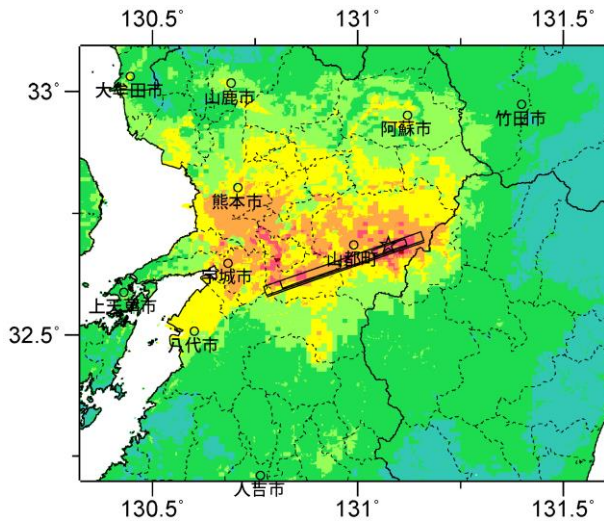 130.5°
131°
131.5°
33°
大牟田市
山鹿市
阿蘇市
竹田市
熊本市
山都町
宇城市
上天草市
32.5°
八代市
人吉市
130.5°
131°
131.5°